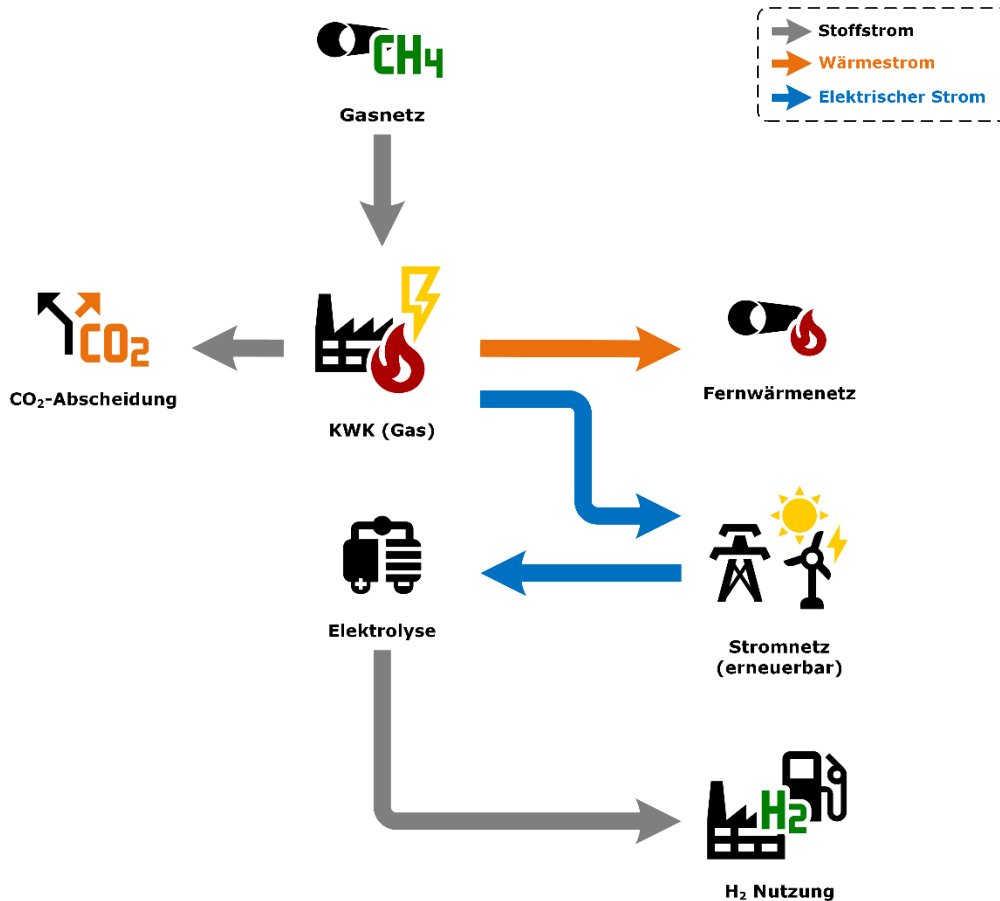 Stoffstrom
Wärmestrom
Elektrischer Strom
CH4
Gasnetz
CO2
CO₂-Abscheidung
KWK (Gas)
Fernwärmenetz
Elektrolyse
Stromnetz
(erneuerbar)
H2
H₂ Nutzung